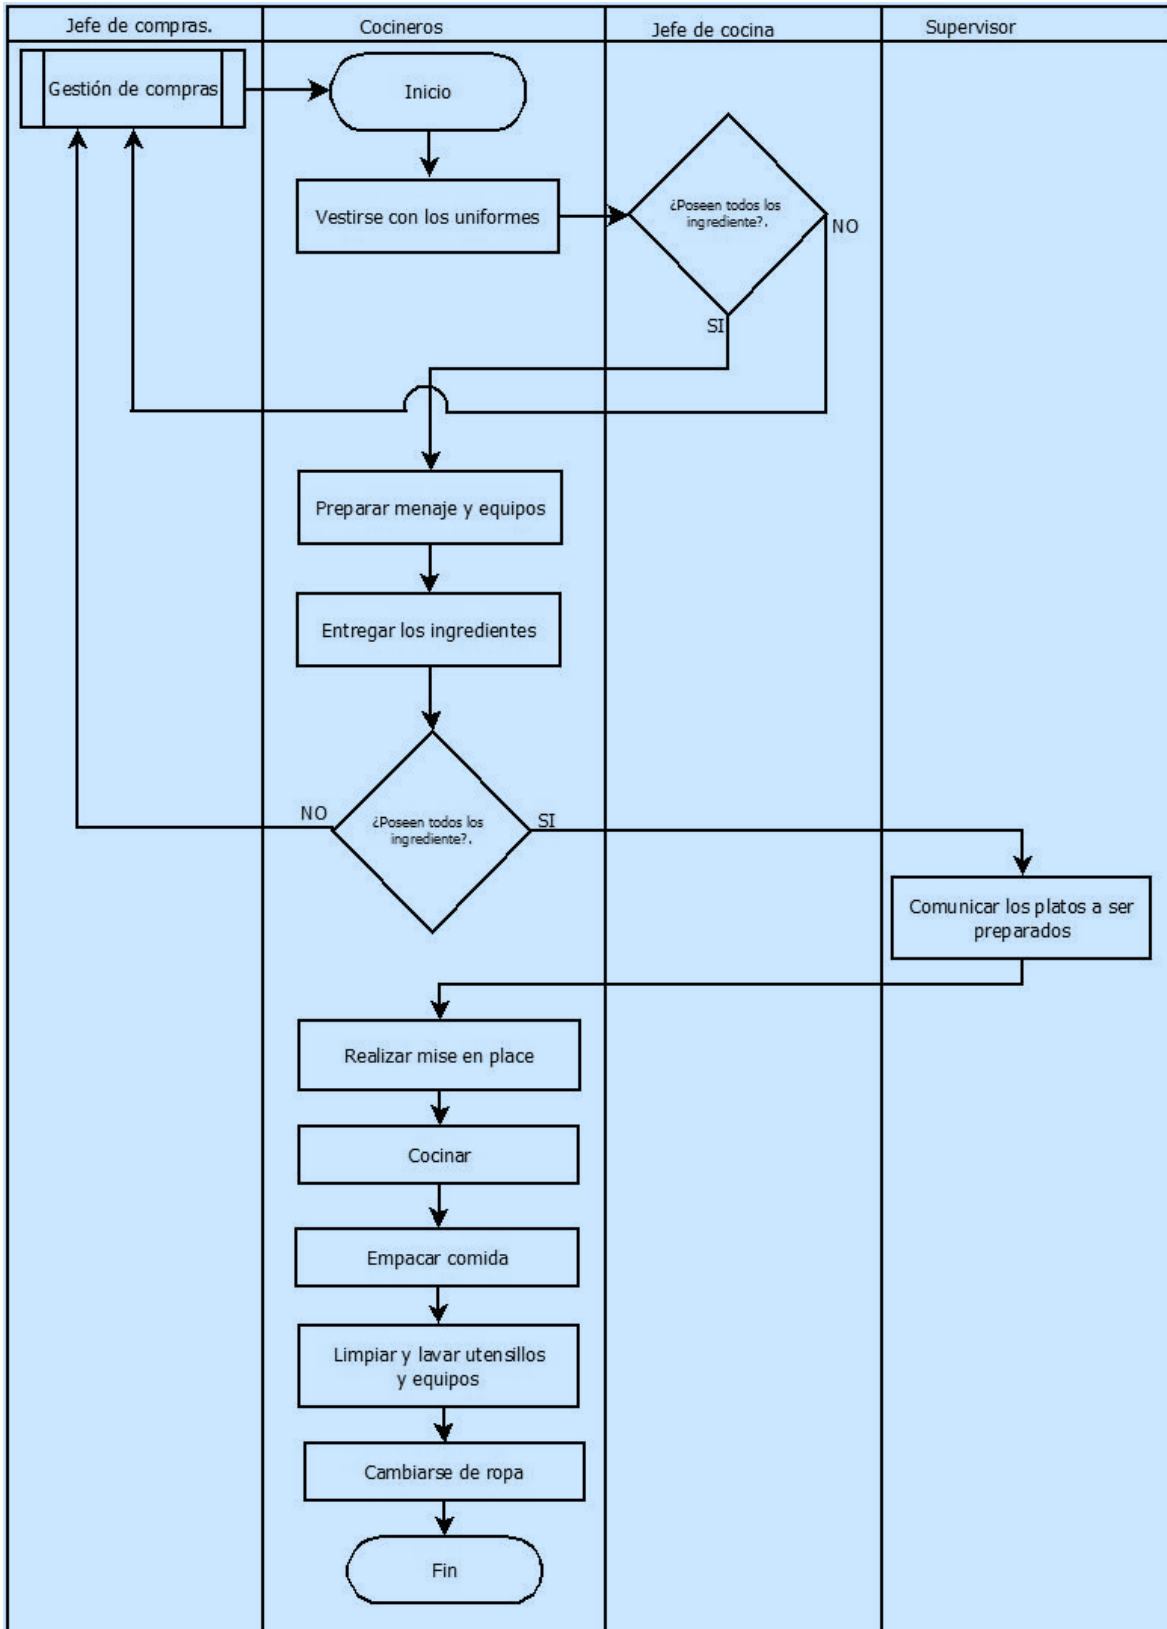 Jefe de compras.
Cocineros
Jefe de cocina
Supervisor
Gestión de compras
Inicio
Vestirse con los uniformes
¿Poseen todos los
ingrediente?.
NO
SI
Preparar menaje y equipos
Entregar los ingredientes
NO
¿Poseen todos los
ingrediente?.
SI
Comunicar los platos a ser
preparados
Realizar mise en place
Cocinar
Empacar comida
Limpiar y lavar utensillos
y equipos
Cambiarse de ropa
Fin